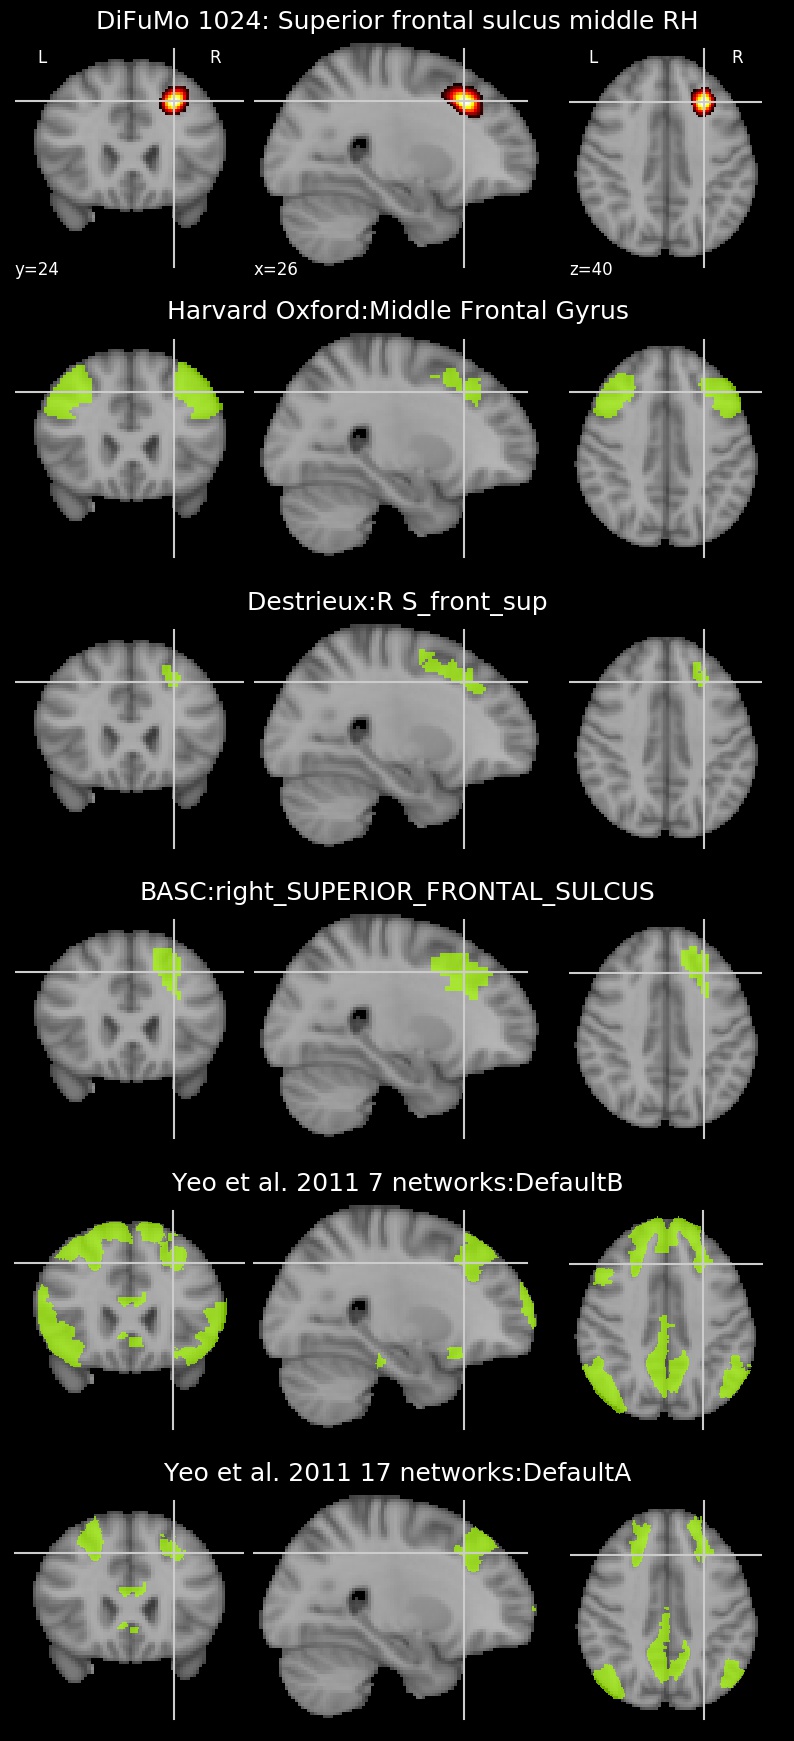 DiFuMo 1024: Superior frontal sulcus middle RH
L R L R
y=24 x=26 z=40
Harvard Oxford:Middle Frontal Gyrus
Destrieux:R S_front_sup
BASC:right_SUPERIOR_FRONTAL_SULCUS
Yeo et al. 2011 7 networks:DefaultB
Yeo et al. 2011 17 networks:DefaultA